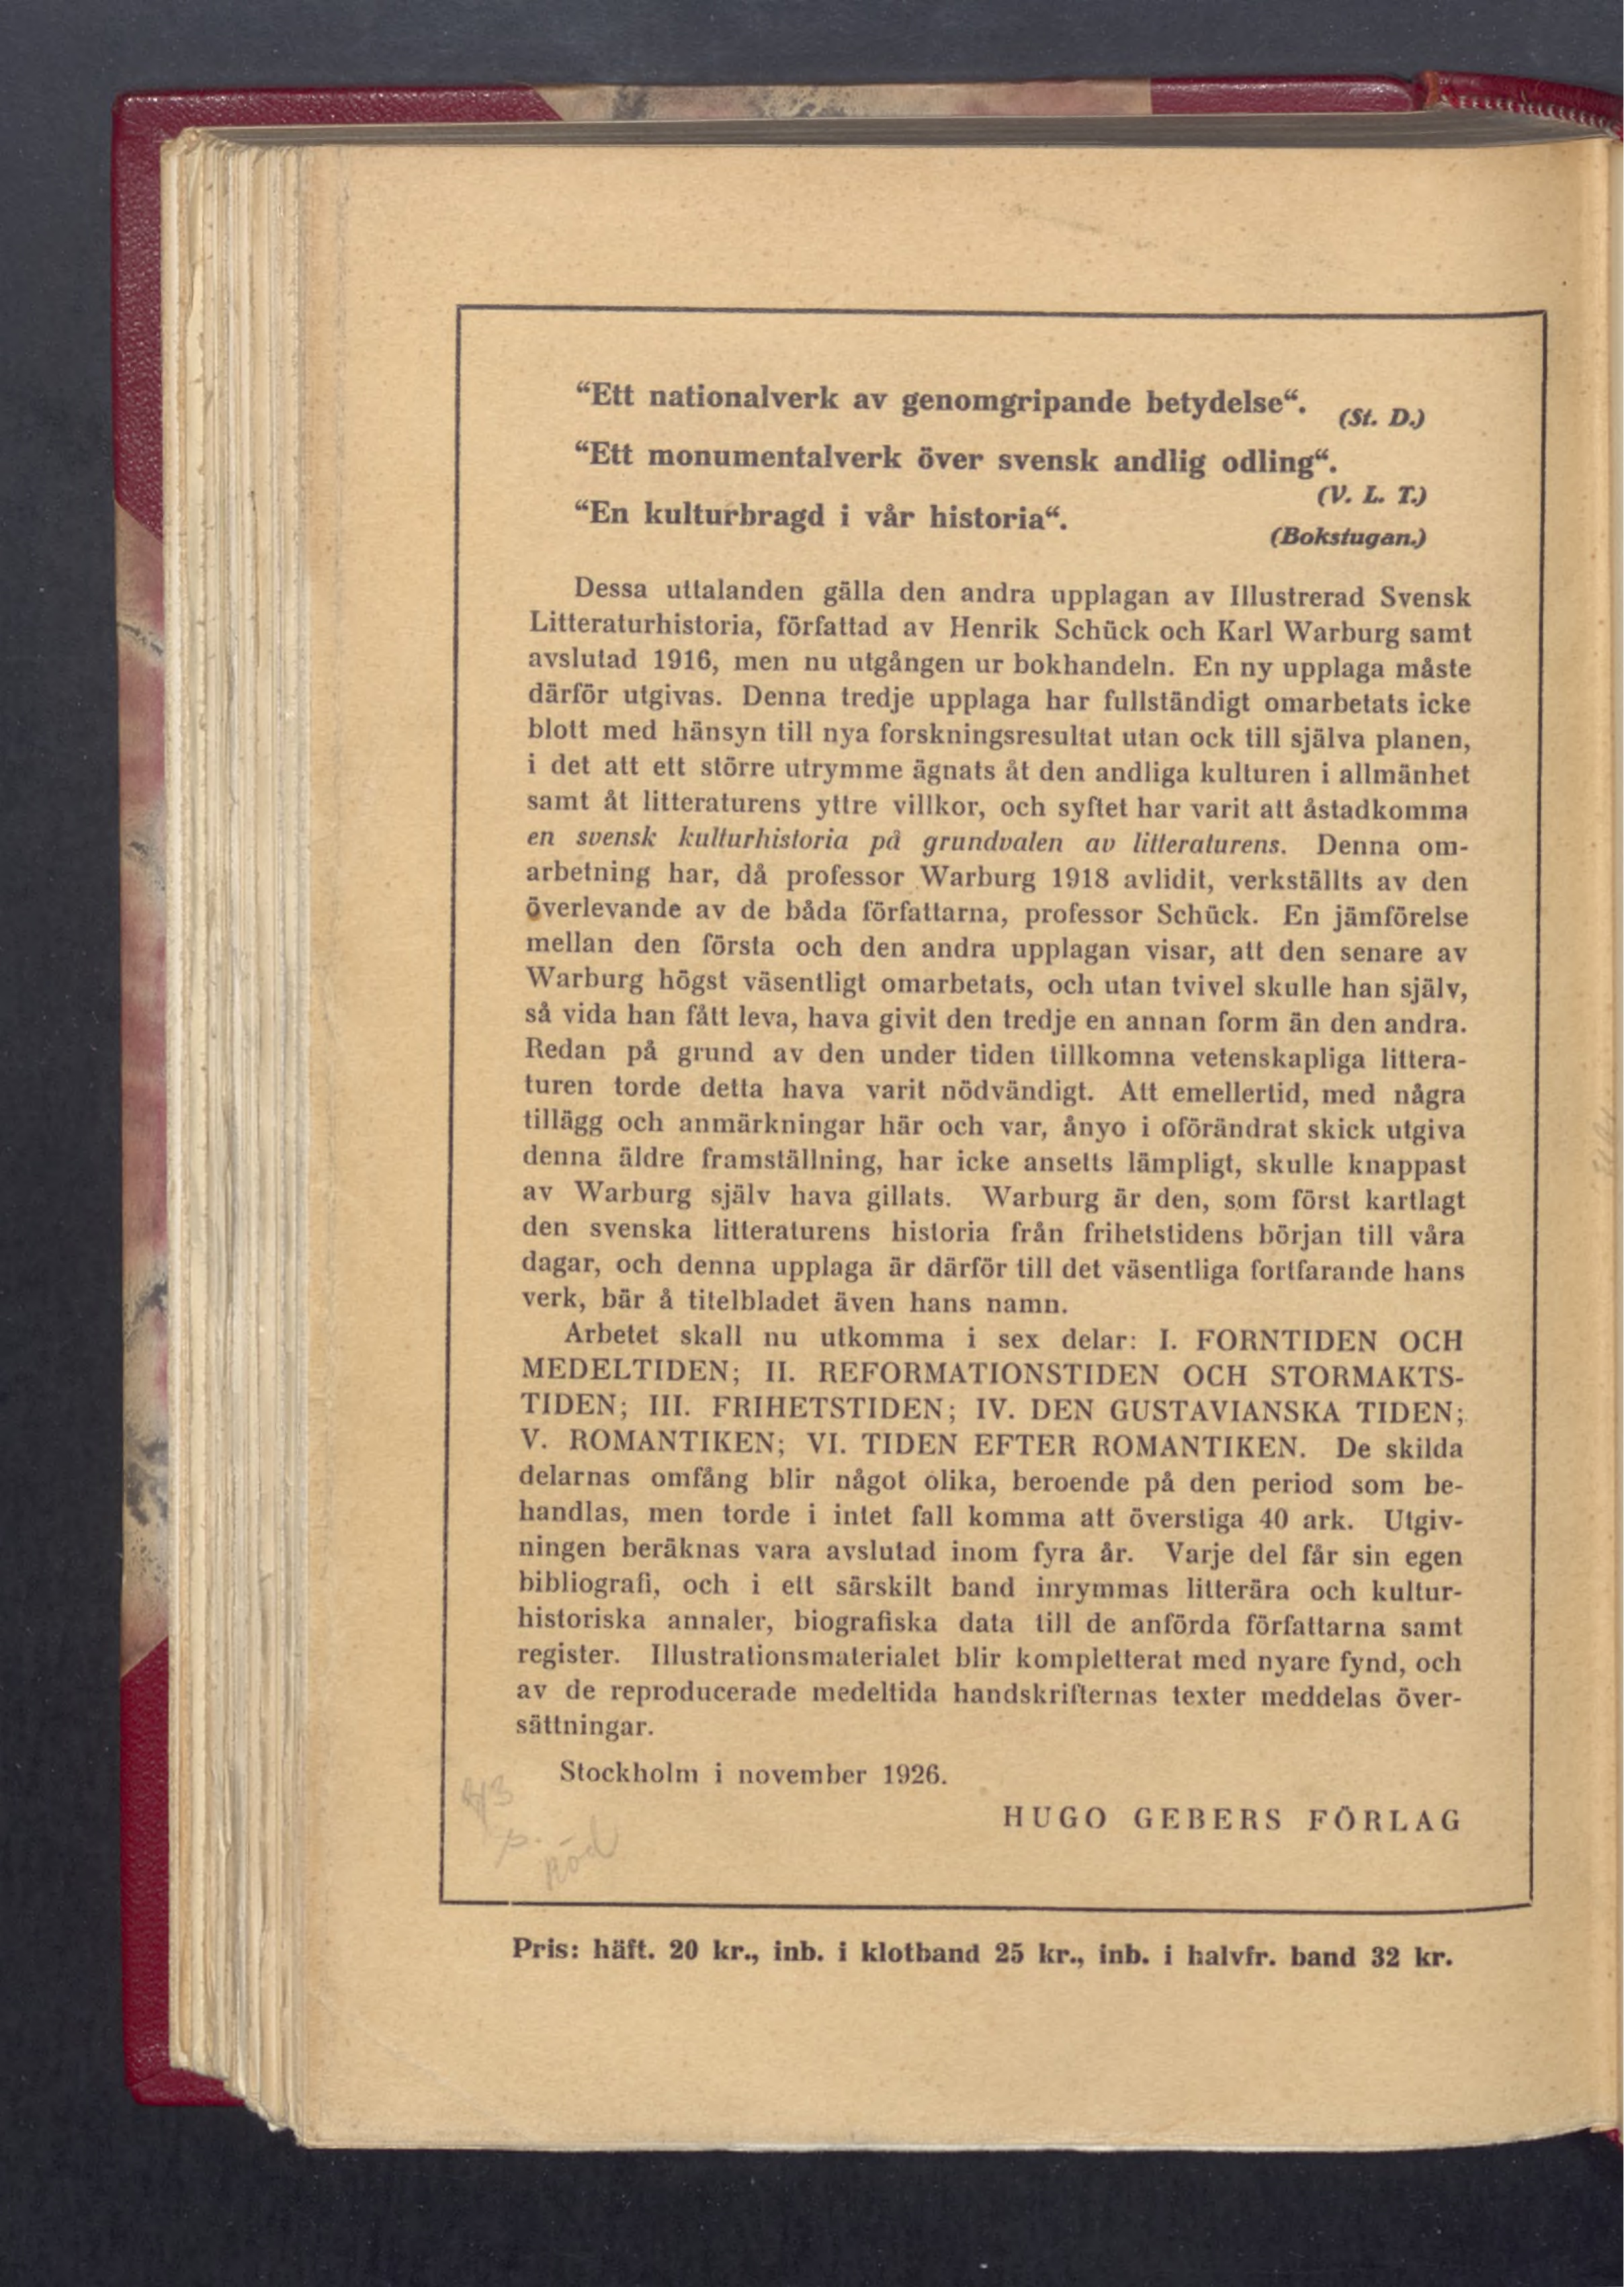 “Ett nationalverk av genomgripande betydelse“.
(St. D.)
“Ett monumentalverk över svensk andlig odling“.
(V. L. T.)
“En kulturbragd i vår historia“.
(Bokstugan.)
Dessa uttalanden gälla den andra upplagan av Illustrerad Svensk
Litteraturhistoria, författad av Henrik Schück och Karl Warburg samt
avslutad 1916, men nu utgången ur bokhandeln. En ny upplaga måste
därför utgivas. Denna tredje upplaga har fullständigt omarbetats icke
blott med hänsyn till nya forskningsresultat utan ock till själva planen,
i det att ett större utrymme ägnats åt den andliga kulturen i allmänhet
samt åt litteraturens yttre villkor, och syftet har varit att åstadkomma
en svensk kulturhistoria på grundvalen av litteraturens. Denna om-
arbetning har, då professor Warburg 1918 avlidit, verkställts av den
överlevande av de båda författarna, professor Schück. En jämförelse
mellan den första och den andra upplagan visar, att den senare av
Warburg högst väsentligt omarbetats, och utan tvivel skulle han själv,
så vida han fått leva, hava givit den tredje en annan form än den andra.
Redan på grund av den under tiden tillkomna vetenskapliga littera-
turen torde detta hava varit nödvändigt. Att emellertid, med några
tillägg och anmärkningar här och var, ånyo i oförändrat skick utgiva
denna äldre framställning, har icke ansetts lämpligt, skulle knappast
av Warburg själv hava gillats. Warburg är den, som först kartlagt
den svenska litteraturens historia från frihetstidens början till våra
dagar, och denna upplaga är därför till det väsentliga fortfarande hans
verk, bär å titelbladet även hans namn.
Arbetet skall nu utkomma i sex delar: I. FORNTIDEN OCH
MEDELTIDEN; II. REFORMATIONSTIDEN OCH STORMAKTS-
TIDEN; III. FRIHETSTIDEN; IV. DEN GUSTAVIANSKA TIDEN;
V. ROMANTIKEN; VI. TIDEN EFTER ROMANTIKEN. De skilda
delarnas omfång blir något olika, beroende på den period som be-
handlas, men torde i intet fall komma att överstiga 40 ark. Utgiv-
ningen beräknas vara avslutad inom fyra år. Varje del får sin egen
bibliografi, och i ett särskilt band inrymmas litterära och kultur-
historiska annaler, biografiska data till de anförda författarna samt
register. Illustrationsmaterialet blir kompletterat med nyare fynd, och
av de reproducerade medeltida handskrifternas texter meddelas över-
sättningar.
Stockholm i november 1926.
HUGO GEBERS FÖRLAG
p. röd
Pris: häft. 20 kr., inb. i klotband 25 kr., inb. i halvfr. band 32 kr.